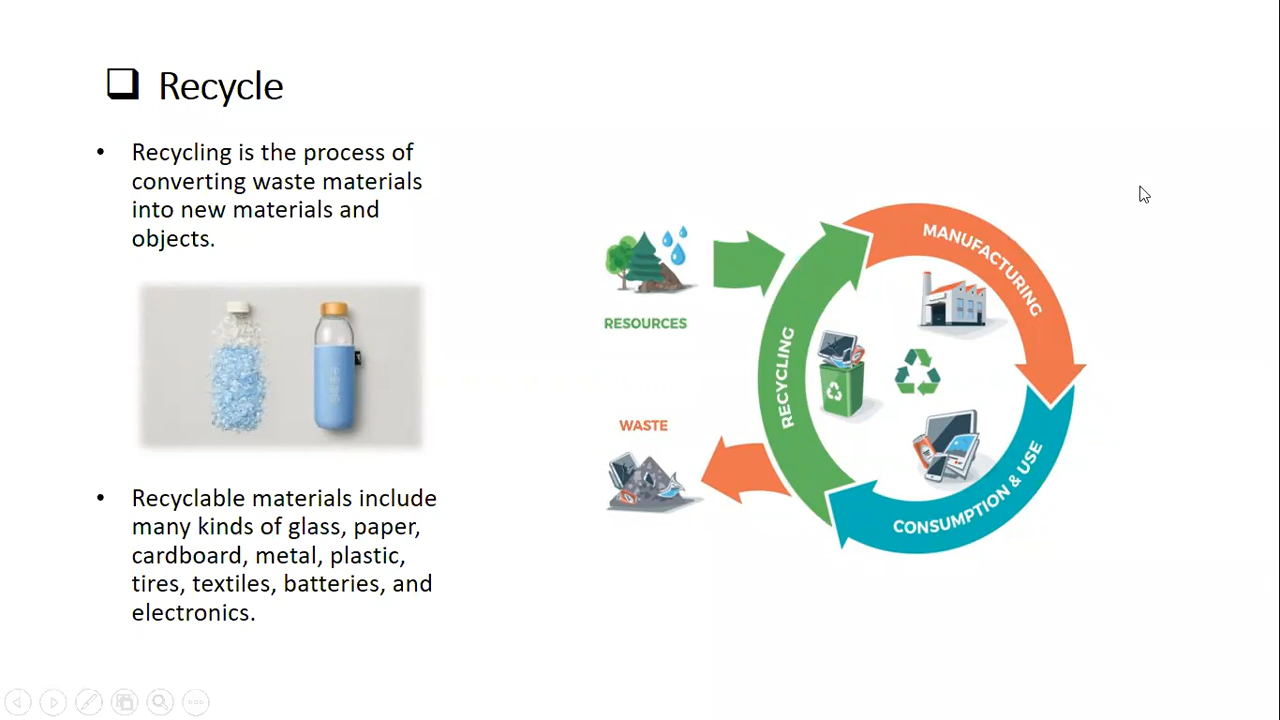 Recycle
• Recycling is the process of
converting waste materials
into new materials and
objects.
• Recyclable materials include
many kinds of glass, paper,
cardboard, metal, plastic,
tires, textiles, batteries, and
electronics.
RESOURCES
WASTE
RECYCLING
MANUFACTURING
CONSUMPTION & USE